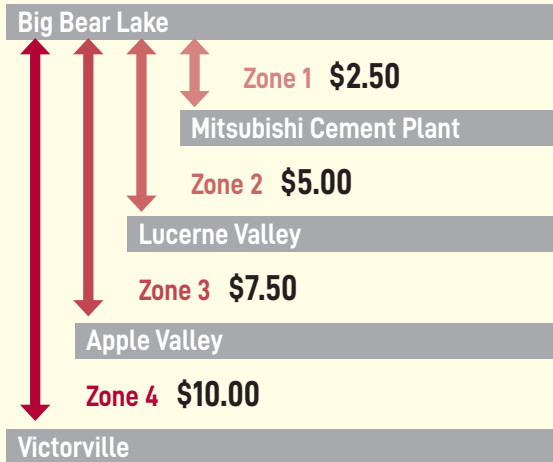 Big Bear Lake
Zone 1 $2.50
Mitsubishi Cement Plant
Zone 2 $5.00
Lucerne Valley
Zone 3 $7.50
Apple Valley
Zone 4 $10.00
Victorville